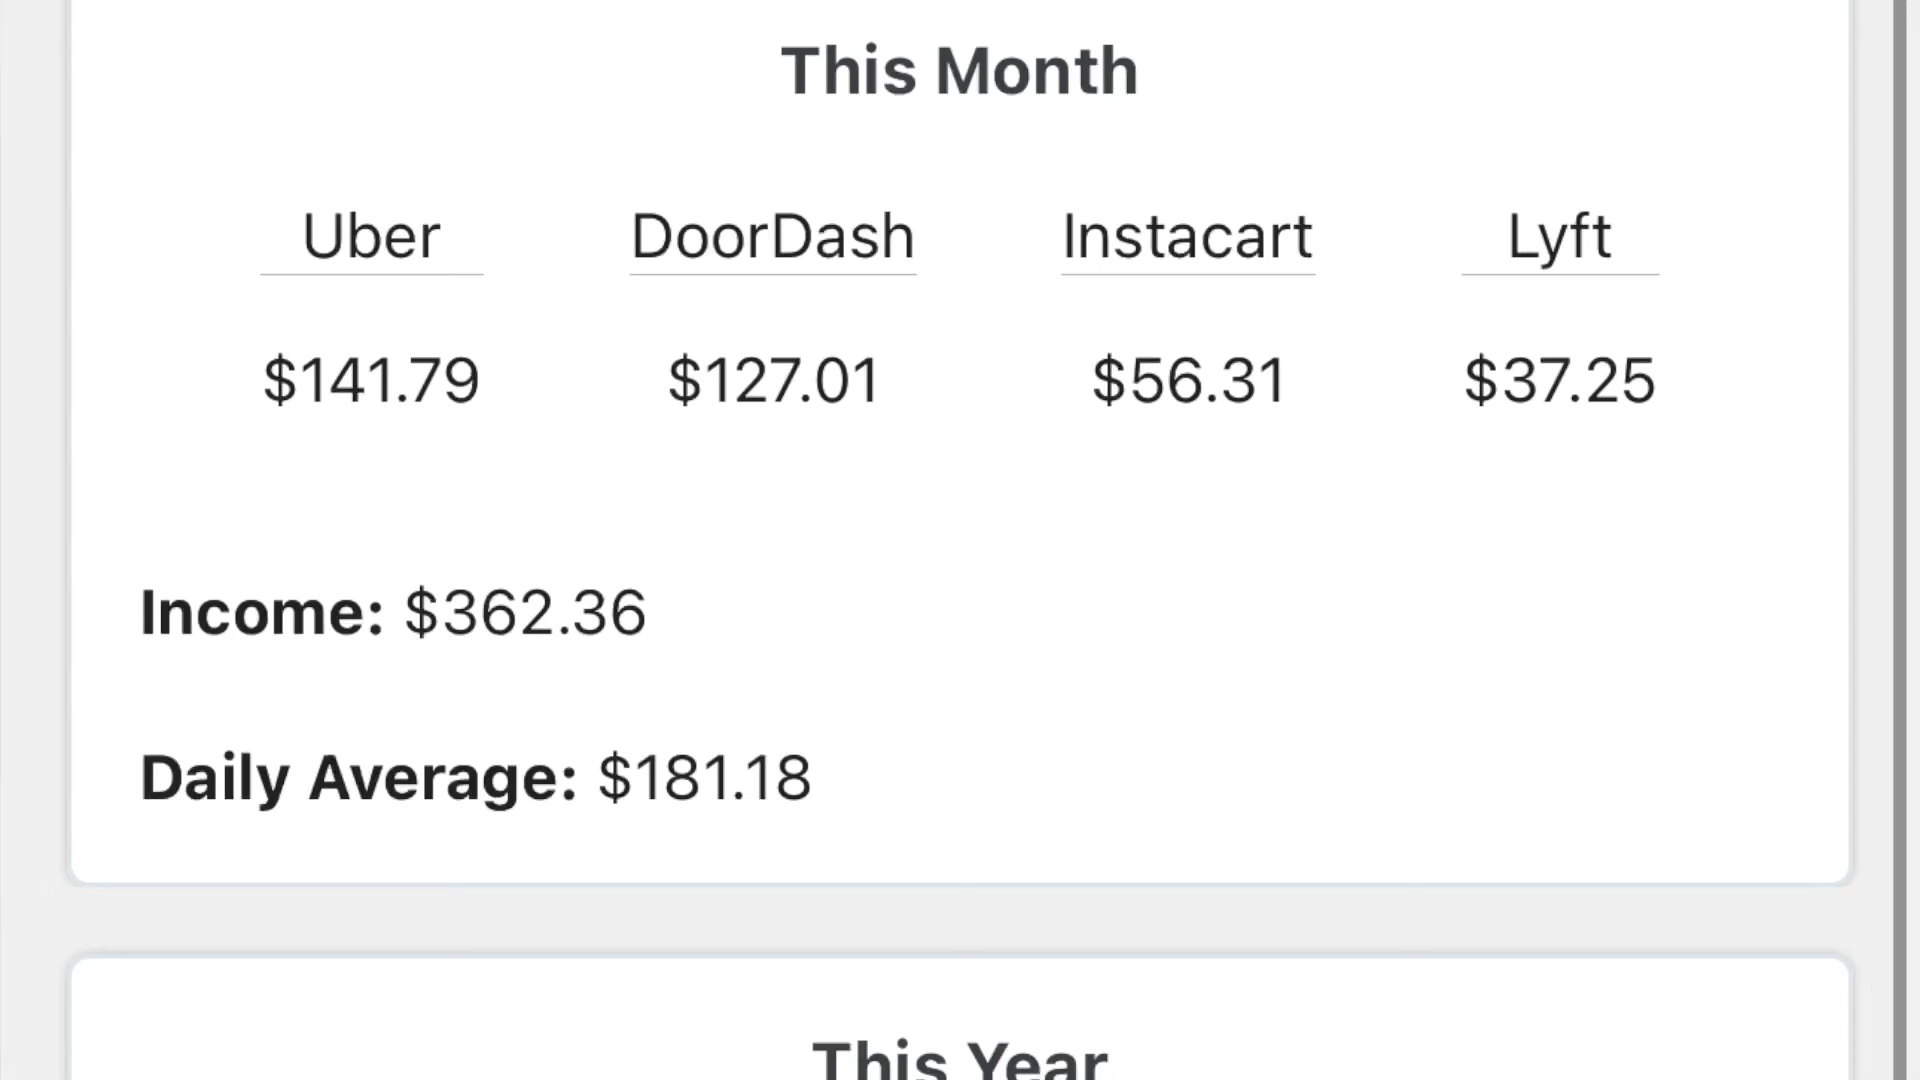 This Month
Uber DoorDash Instacart Lyft
$141.79 $127.01 $56.31 $37.25
Income: $362.36
Daily Average: $181.18
This Year